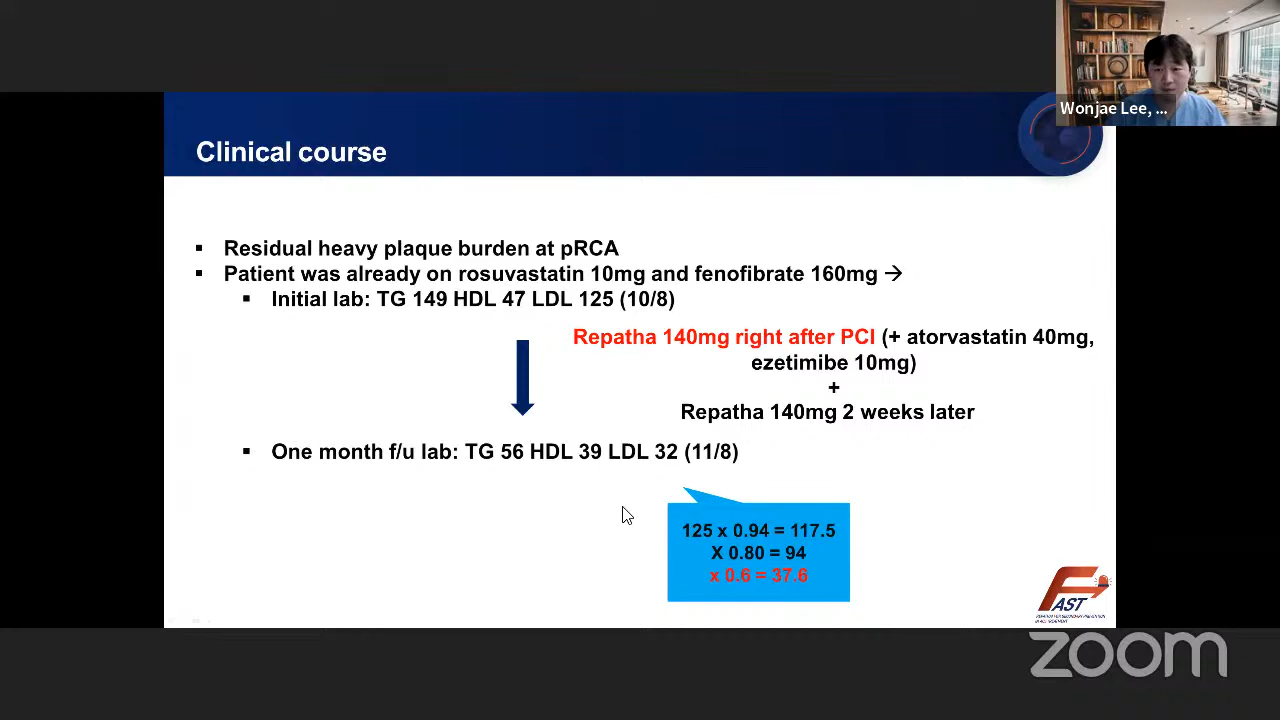 Wonjae Lee, ...
Clinical course
▪ Residual heavy plaque burden at pRCA
▪ Patient was already on rosuvastatin 10mg and fenofibrate 160mg →
▪ Initial lab: TG 149 HDL 47 LDL 125 (10/8)
Repatha 140mg right after PCI (+ atorvastatin 40mg,
ezetimibe 10mg)
+
Repatha 140mg 2 weeks later
▪ One month f/u lab: TG 56 HDL 39 LDL 32 (11/8)
125 x 0.94 = 117.5
X 0.80 = 94
x 0.6 = 37.6
FAST
zoom